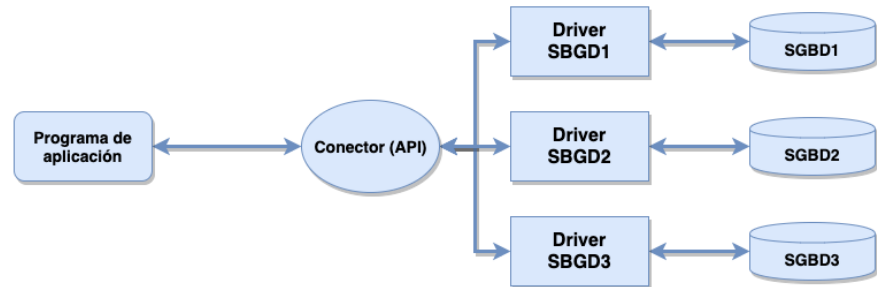 Programa de
aplicación
Conector (API)
Driver
SBGD1
SGBD1
Driver
SBGD2
SGBD2
Driver
SBGD3
SGBD3